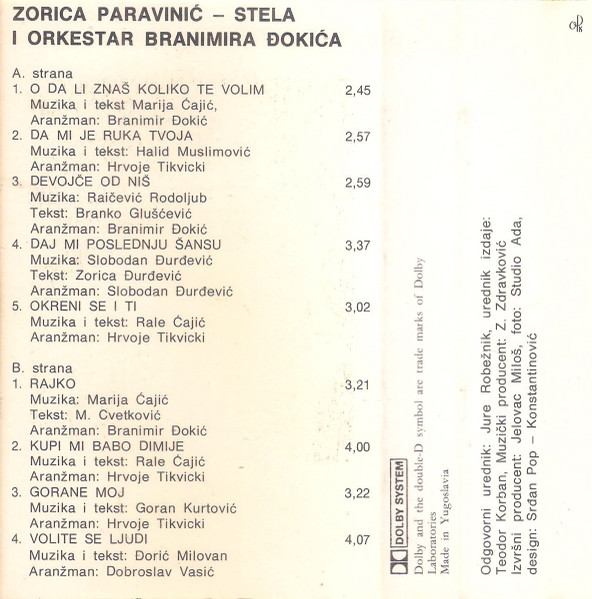 ZORICA PARAVINIĆ – STELA
I ORKESTAR BRANIMIRA ĐOKIĆA
A. strana
1. O DA LI ZNAŠ KOLIKO TE VOLIM 2,45
Muzika i tekst Marija Ćajić,
Aranžman: Branimir Đokić
2. DA MI JE RUKA TVOJA 2,57
Muzika i tekst: Halid Muslimović
Aranžman: Hrvoje Tikvicki
3. DEVOJČE OD NIŠ 2,59
Muzika: Raičević Rodoljub
Tekst: Branko Glušćević
Aranžman: Branimir Đokić
4. DAJ MI POSLEDNJU ŠANSU 3,37
Muzika: Slobodan Đurđević
Tekst: Zorica Đurđević
Aranžman: Slobodan Đurđević
5. OKRENI SE I TI 3,02
Muzika i tekst: Rale Ćajić
Aranžman: Hrvoje Tikvicki
B. strana
1. RAJKO 3,21
Muzika: Marija Ćajić
Tekst: M. Cvetković
Aranžman: Branimir Đokić
2. KUPI MI BABO DIMIJE 4,00
Muzika i tekst: Rale Ćajić
Aranžman: Hrvoje Tikvicki
3. GORANE MOJ 3,22
Muzika i tekst: Goran Kurtović
Aranžman: Hrvoje Tikvicki
4. VOLITE SE LJUDI 4,07
Muzika i tekst: Đorić Milovan
Aranžman: Dobroslav Vasić
DOLBY SYSTEM
Dolby and the double-D symbol are trade marks of Dolby
Laboratories
Made in Yugoslavia
Odgovorni urednik: Jure Robežnik, urednik izdaje:
Teodor Korban, Muzički producent: Z. Zdravković
Izvršni producent: Jelovac Miloš, foto: Studio Ada,
design: Srdan Pop – Konstantinović